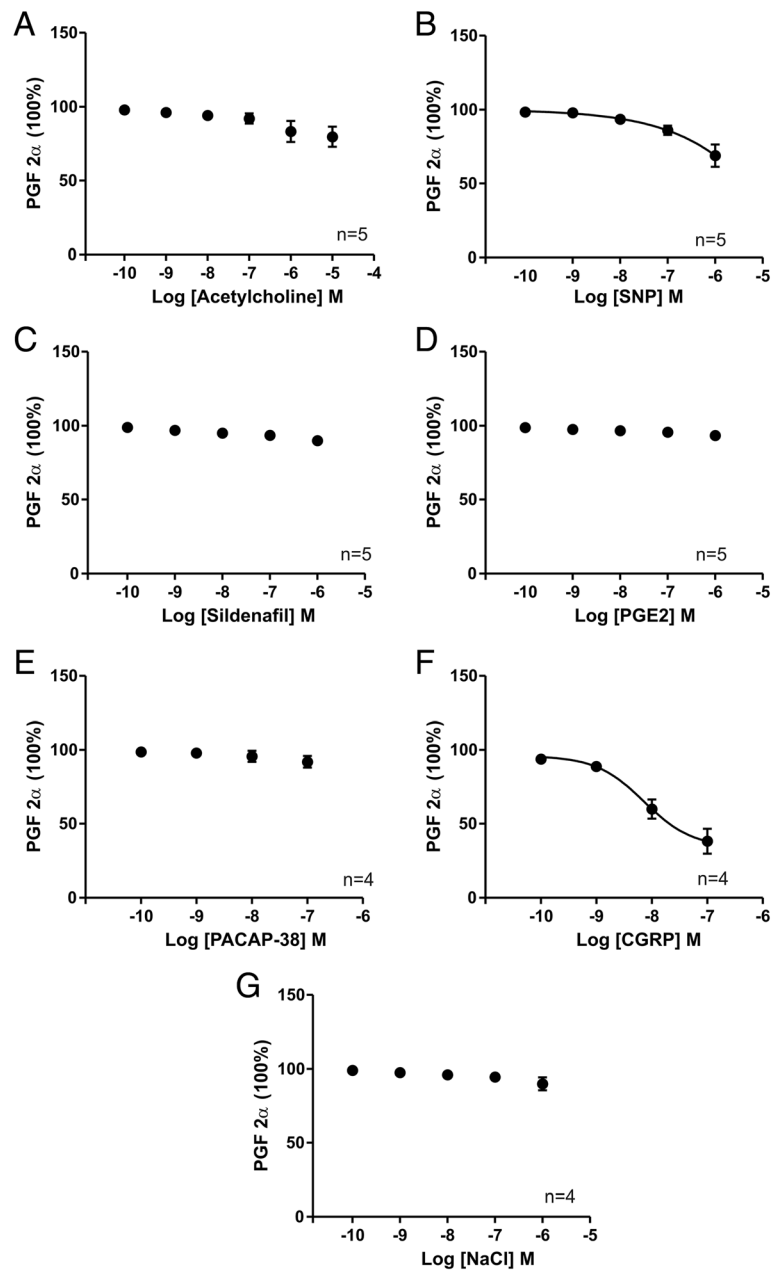 A
B
150
100
50
0
PGF 2α (100%)
n=5
-10 -9 -8 -7 -6 -5 -4
Log [Acetylcholine] M
150
100
50
0
PGF 2α (100%)
n=5
-10 -9 -8 -7 -6 -5
Log [SNP] M
C
D
150
100
50
0
PGF 2α (100%)
n=5
-10 -9 -8 -7 -6 -5
Log [Sildenafil] M
150
100
50
0
PGF 2α (100%)
n=5
-10 -9 -8 -7 -6 -5
Log [PGE2] M
E
F
150
100
50
0
PGF 2α (100%)
n=4
-10 -9 -8 -7 -6
Log [PACAP-38] M
150
100
50
0
PGF 2α (100%)
n=4
-10 -9 -8 -7 -6
Log [CGRP] M
G
150
100
50
0
PGF 2α (100%)
n=4
-10 -9 -8 -7 -6 -5
Log [NaCl] M